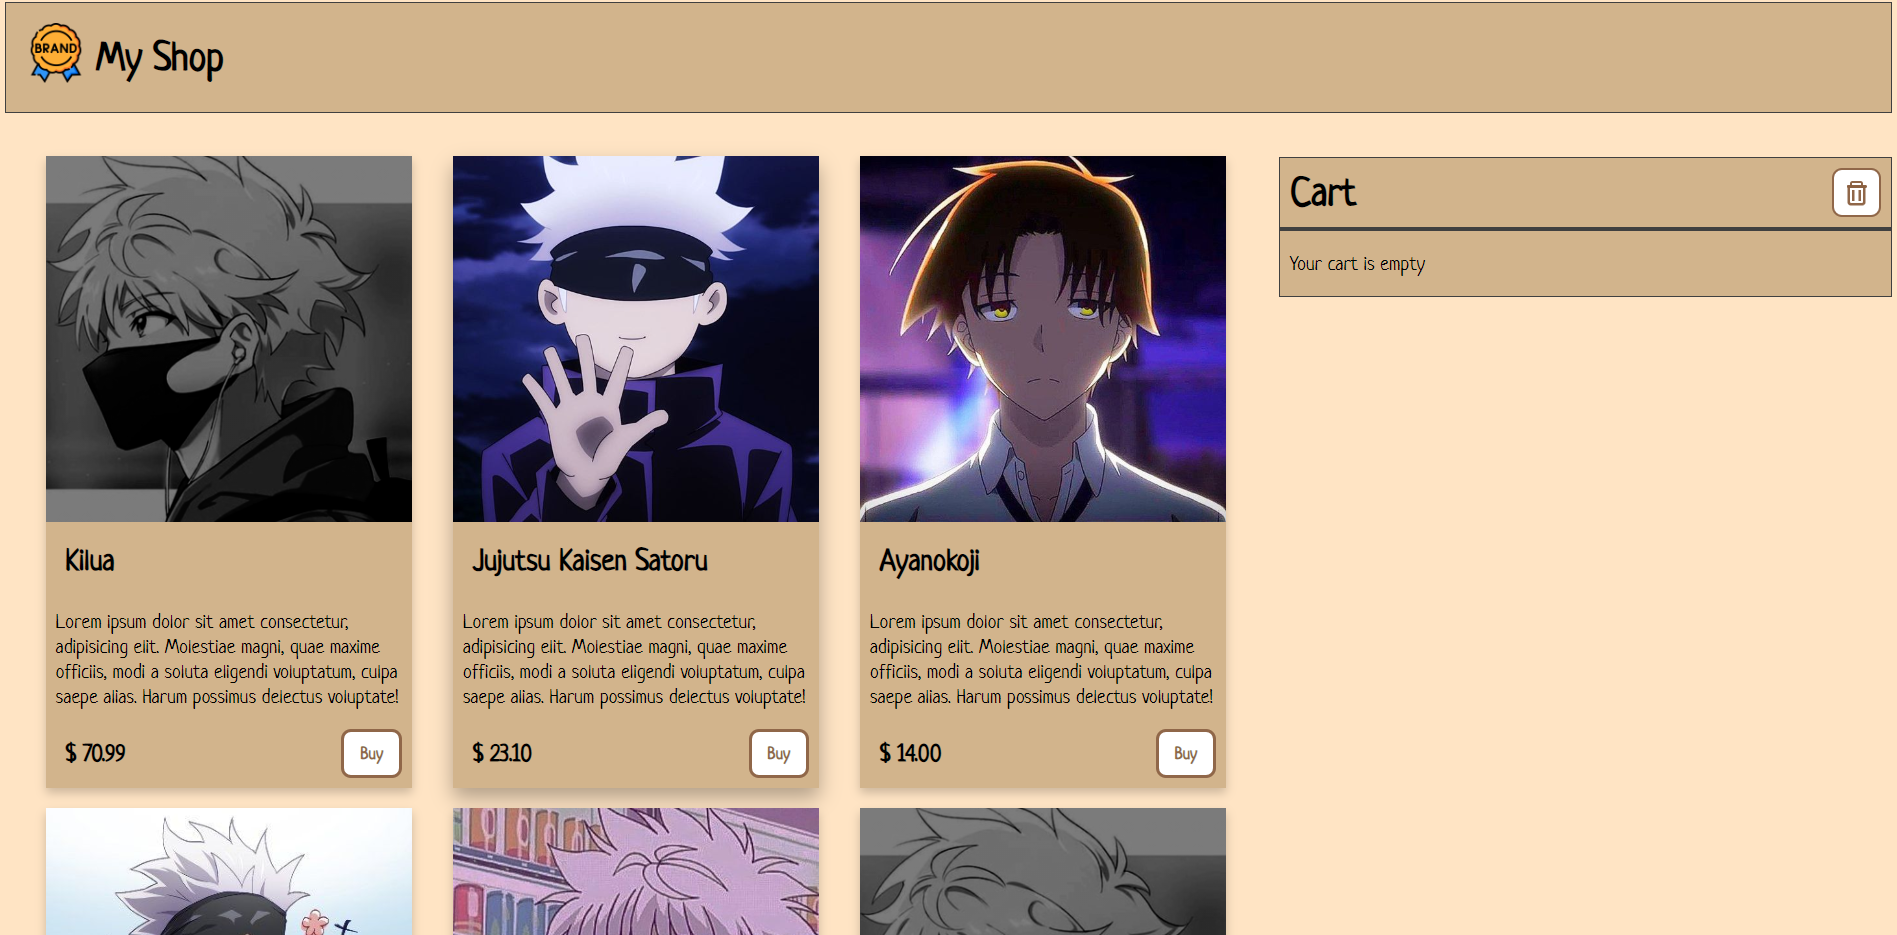 BRAND
My Shop
Cart
Your cart is empty
Kilua
Lorem ipsum dolor sit amet consectetur,
adipisicing elit. Molestiae magni, quae maxime
officiis, modi a soluta eligendi voluptatum, culpa
saepe alias. Harum possimus delectus voluptate!
$ 70.99
Buy
Jujutsu Kaisen Satoru
Lorem ipsum dolor sit amet consectetur,
adipisicing elit. Molestiae magni, quae maxime
officiis, modi a soluta eligendi voluptatum, culpa
saepe alias. Harum possimus delectus voluptate!
$ 23.10
Buy
Ayanokoji
Lorem ipsum dolor sit amet consectetur,
adipisicing elit. Molestiae magni, quae maxime
officiis, modi a soluta eligendi voluptatum, culpa
saepe alias. Harum possimus delectus voluptate!
$ 14.00
Buy